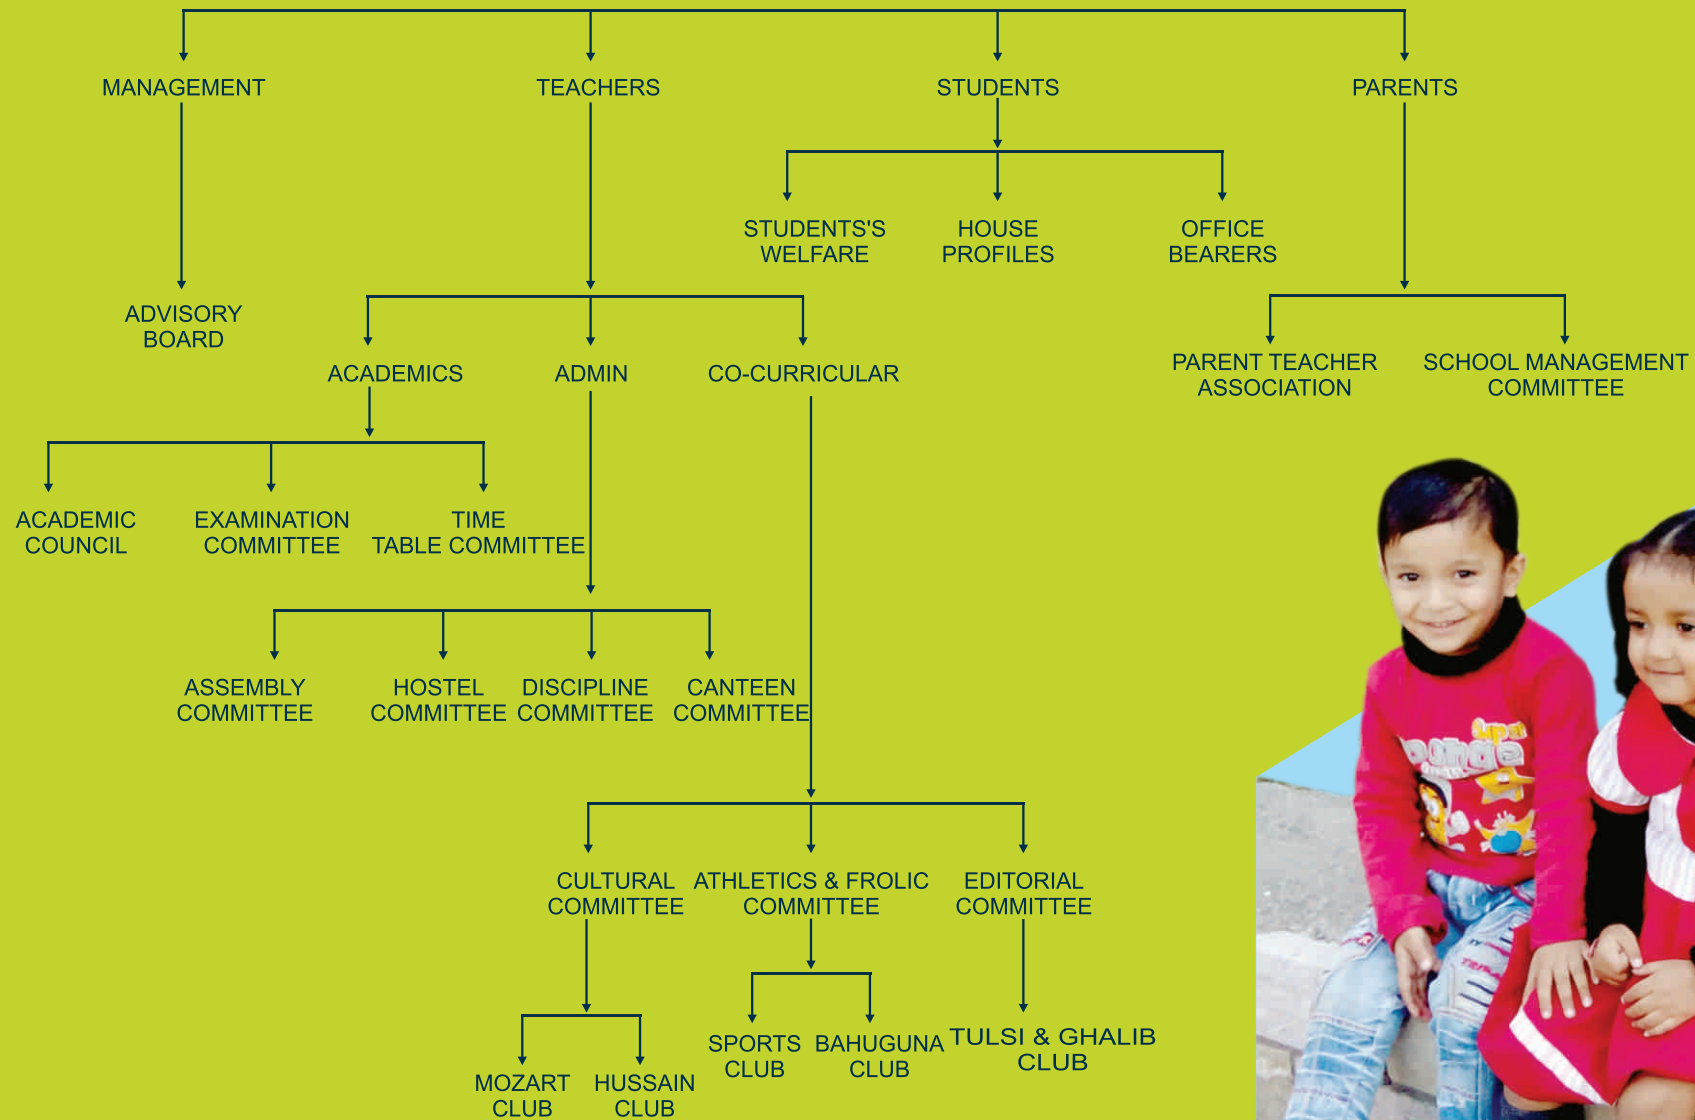 MANAGEMENT
TEACHERS
STUDENTS
PARENTS
STUDENTS'S
WELFARE
HOUSE
PROFILES
OFFICE
BEARERS
ADVISORY
BOARD
ACADEMICS
ADMIN
CO-CURRICULAR
PARENT TEACHER
ASSOCIATION
SCHOOL MANAGEMENT
COMMITTEE
ACADEMIC
COUNCIL
EXAMINATION
COMMITTEE
TIME
TABLE COMMITTEE
ASSEMBLY
COMMITTEE
HOSTEL
COMMITTEE
DISCIPLINE
COMMITTEE
CANTEEN
COMMITTEE
CULTURAL
COMMITTEE
ATHLETICS & FROLIC
COMMITTEE
EDITORIAL
COMMITTEE
SPORTS
CLUB
BAHUGUNA
CLUB
TULSI & GHALIB
CLUB
MOZART
CLUB
HUSSAIN
CLUB